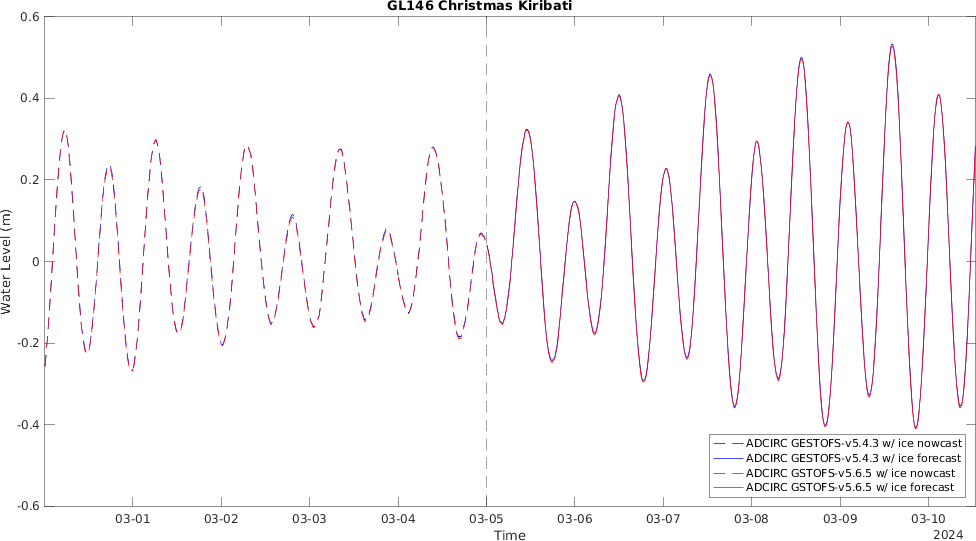 GL146 Christmas Kiribati
0.6
0.4
0.2
0
-0.2
-0.4
-0.6
Water Level (m)
ADCIRC GESTOFS-v5.4.3 w/ ice nowcast
ADCIRC GESTOFS-v5.4.3 w/ ice forecast
ADCIRC GSTOFS-v5.6.5 w/ ice nowcast
ADCIRC GSTOFS-v5.6.5 w/ ice forecast
03-01 03-02 03-03 03-04 03-05 03-06 03-07 03-08 03-09 03-10
Time
2024